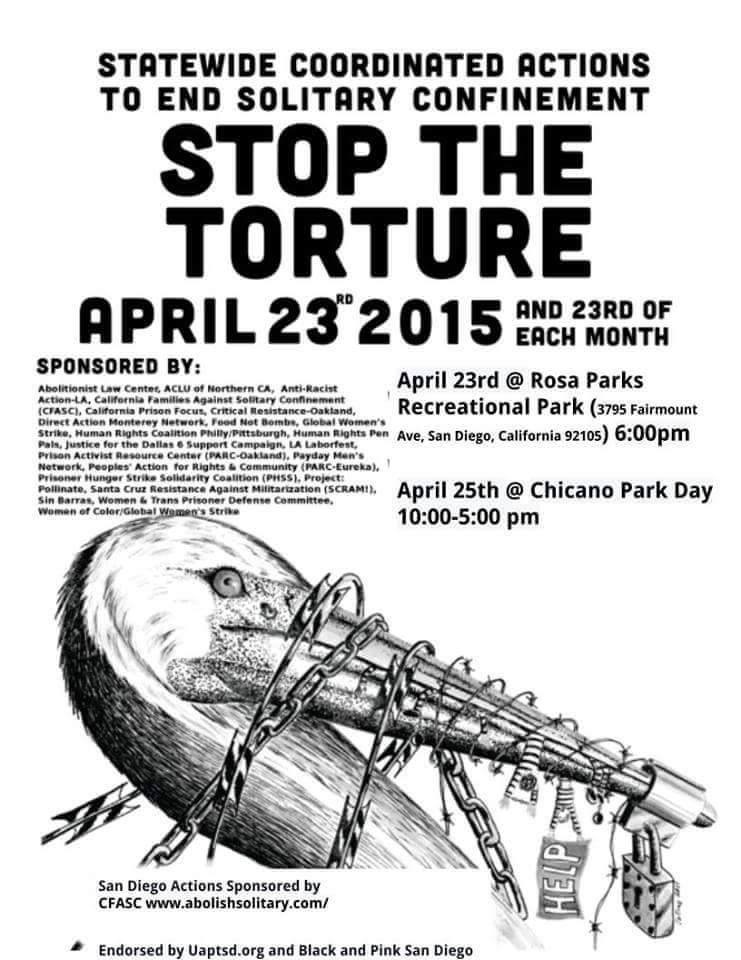 STATEWIDE COORDINATED ACTIONS
TO END SOLITARY CONFINEMENT
STOP THE
TORTURE
APRIL 23RD 2015 AND 23RD OF
EACH MONTH
SPONSORED BY:
Abolitionist Law Center, ACLU of Northern CA, Anti-Racist
Action-LA, California Families Against Solitary Confinement
(CFASC), California Prison Focus, Critical Resistance-Oakland,
Direct Action Monterey Network, Food Not Bombs, Global Women's
Strike, Human Rights Coalition Philly/Pittsburgh, Human Rights Pen
Pals, Justice for the Dallas 6 Support Campaign, LA Laborfest,
Prison Activist Resource Center (PARC-Oakland), Payday Men's
Network, Peoples' Action for Rights & Community (PARC-Eureka),
Prisoner Hunger Strike Solidarity Coalition (PHSS), Project:
Pollinate, Santa Cruz Resistance Against Militarization (SCRAM!),
Sin Barras, Women & Trans Prisoner Defense Committee,
Women of Color/Global Women's Strike
April 23rd @ Rosa Parks
Recreational Park (3795 Fairmount
Ave, San Diego, California 92105) 6:00pm
April 25th @ Chicano Park Day
10:00-5:00 pm
HELP
San Diego Actions Sponsored by
CFASC www.abolishsolitary.com/
Endorsed by Uaptsd.org and Black and Pink San Diego